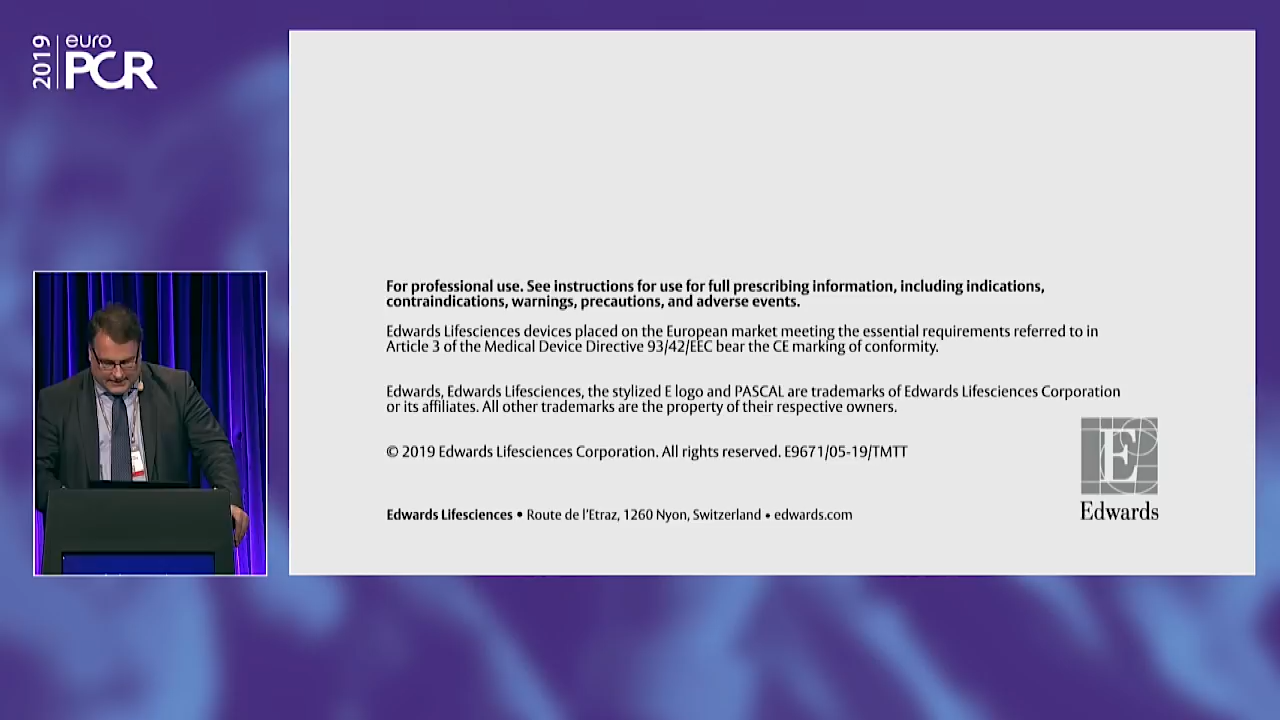 2019
euro
PCR
For professional use. See instructions for use for full prescribing information, including indications,
contraindications, warnings, precautions, and adverse events.
Edwards Lifesciences devices placed on the European market meeting the essential requirements referred to in
Article 3 of the Medical Device Directive 93/42/EEC bear the CE marking of conformity.
Edwards, Edwards Lifesciences, the stylized E logo and PASCAL are trademarks of Edwards Lifesciences Corporation
or its affiliates. All other trademarks are the property of their respective owners.
© 2019 Edwards Lifesciences Corporation. All rights reserved. E9671/05-19/TMTT
E
Edwards
Edwards Lifesciences • Route de l'Etraz, 1260 Nyon, Switzerland • edwards.com